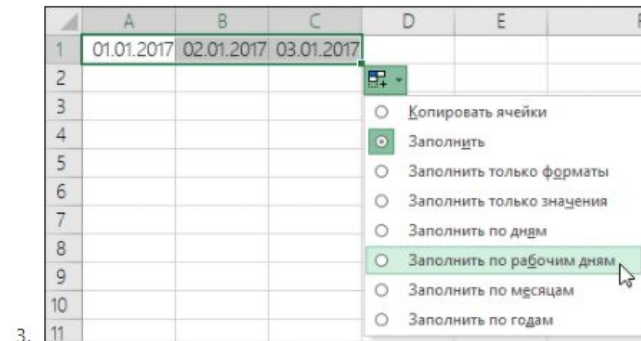 A B C D E
1 01.01.2017 02.01.2017 03.01.2017
2
3 Копировать ячейки
4 Заполнить
5 Заполнить только форматы
6 Заполнить только значения
7 Заполнить по дням
8 Заполнить по рабочим дням
9 Заполнить по месяцам
10 Заполнить по годам
3. 11